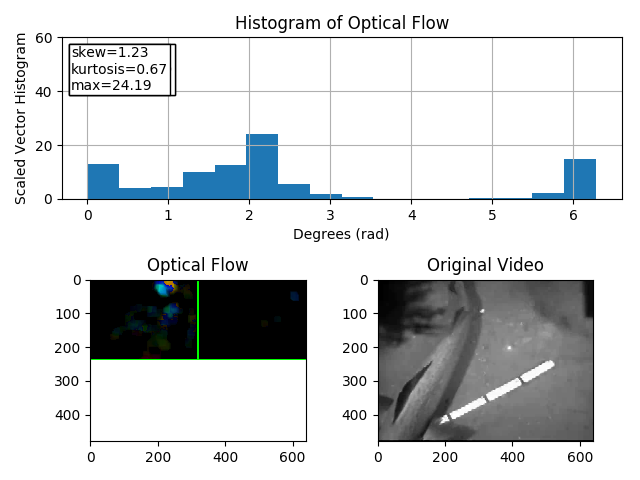 Histogram of Optical Flow
Scaled Vector Histogram
60
40
20
0
skew=1.23
kurtosis=0.67
max=24.19
0 1 2 3 4 5 6
Degrees (rad)
Optical Flow
0
100
200
300
400
0 200 400 600
Original Video
0
100
200
300
400
0 200 400 600